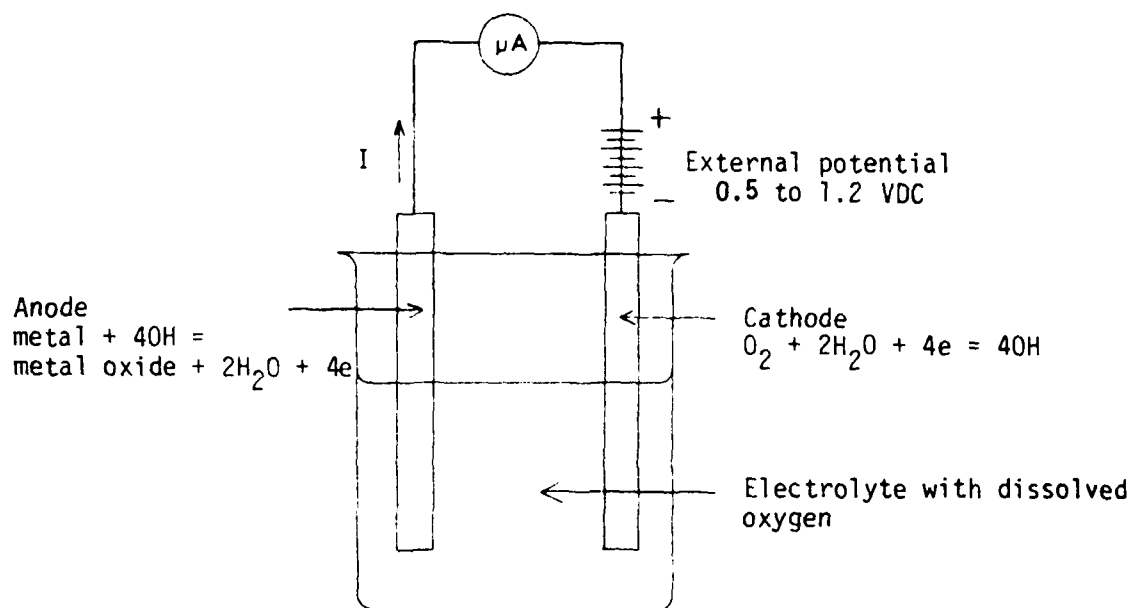 μA
+
I
External potential
0.5 to 1.2 VDC
−
Anode
metal + 4OH =
metal oxide + 2H₂O + 4e
Cathode
O₂ + 2H₂O + 4e = 4OH
Electrolyte with dissolved
oxygen